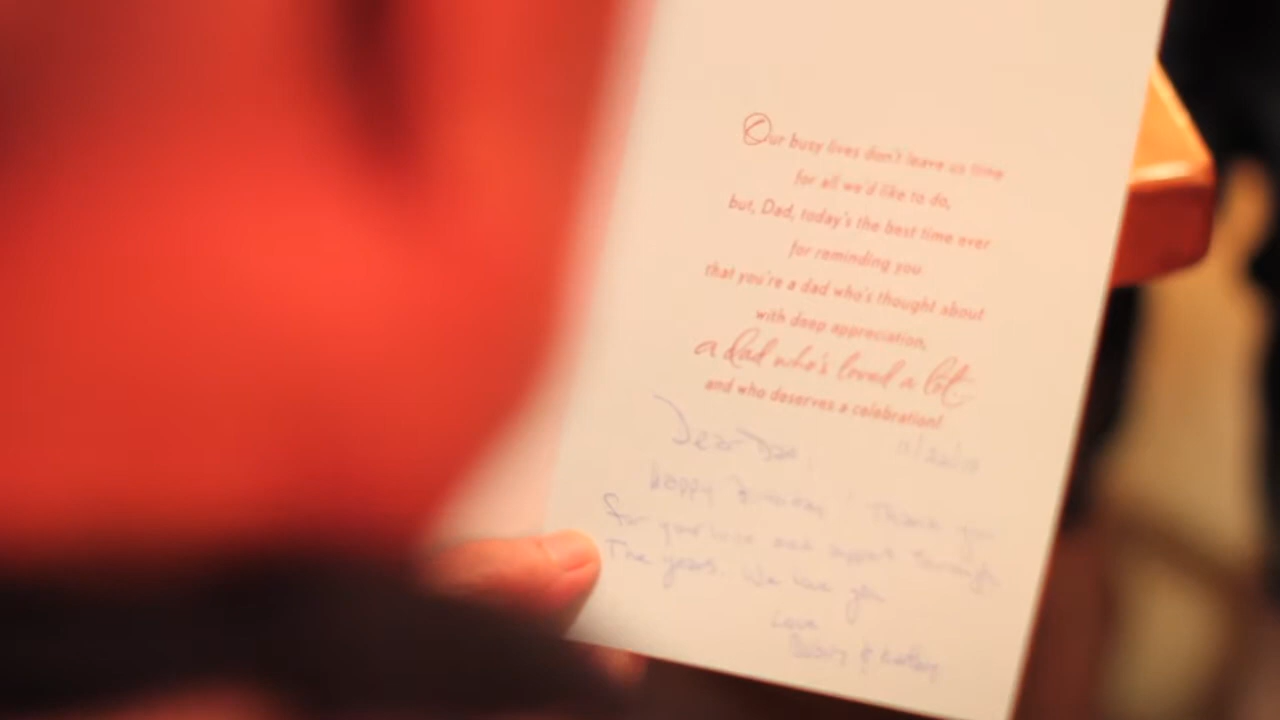 Our busy lives don't leave us time
for all we'd like to do,
but, Dad, today's the best time ever
for reminding you
that you're a dad who's thought about
with deep appreciation,
a dad who's loved a lot
and who deserves a celebration!
Dear Dad,
Happy Birthday! Thank you
for your love and support through
The years. We love you
Love